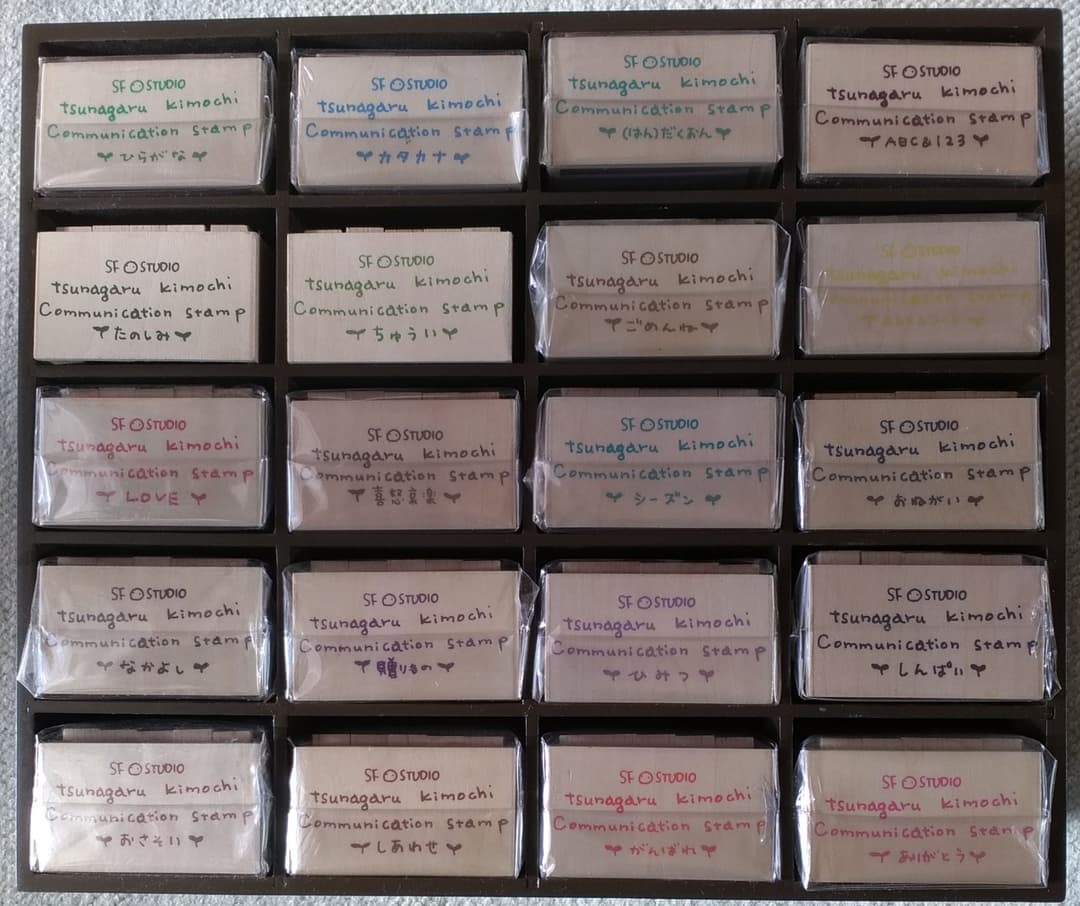 SF STUDIO
tsunagaru kimochi
Communication stamp
ひらがな
SF STUDIO
tsunagaru kimochi
Communication stamp
カタカナ
SF STUDIO
tsunagaru kimochi
Communication stamp
(はん)だくおん
SF STUDIO
tsunagaru kimochi
Communication stamp
ABC&123
SF STUDIO
tsunagaru kimochi
Communication stamp
たのしみ
SF STUDIO
tsunagaru kimochi
Communication stamp
ちゅうい
SF STUDIO
tsunagaru kimochi
Communication stamp
ごめんね
SF STUDIO
tsunagaru kimochi
Communication stamp
SF STUDIO
tsunagaru kimochi
Communication stamp
LOVE
SF STUDIO
tsunagaru kimochi
Communication stamp
喜怒哀楽
SF STUDIO
tsunagaru kimochi
Communication stamp
シーズン
SF STUDIO
tsunagaru kimochi
Communication stamp
おねがい
SF STUDIO
tsunagaru kimochi
Communication stamp
なかよし
SF STUDIO
tsunagaru kimochi
Communication stamp
贈りもの
SF STUDIO
tsunagaru kimochi
Communication stamp
ひみつ
SF STUDIO
tsunagaru kimochi
Communication stamp
しんぱい
SF STUDIO
tsunagaru kimochi
Communication stamp
おさそい
SF STUDIO
tsunagaru kimochi
Communication stamp
しあわせ
SF STUDIO
tsunagaru kimochi
Communication stamp
がんばれ
SF STUDIO
tsunagaru kimochi
Communication stamp
ありがとう